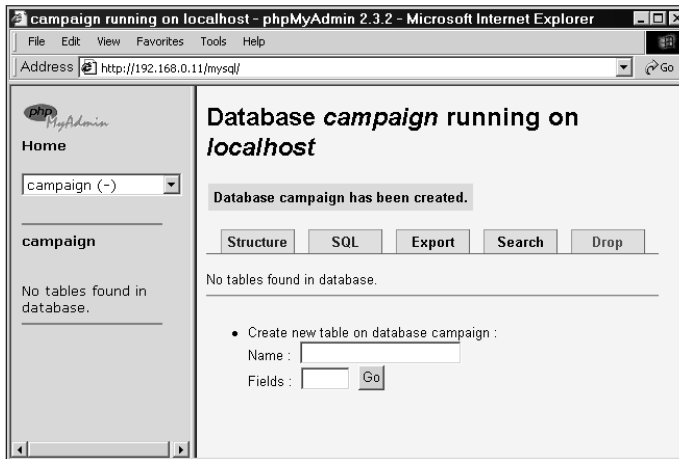 campaign running on localhost - phpMyAdmin 2.3.2 - Microsoft Internet Explorer
File Edit View Favorites Tools Help
Address http://192.168.0.11/mysql/ Go
php
MyAdmin
Home
campaign (-)
campaign
No tables found in
database.
Database campaign running on
localhost
Database campaign has been created.
Structure SQL Export Search Drop
No tables found in database.
Create new table on database campaign :
Name :
Fields : Go